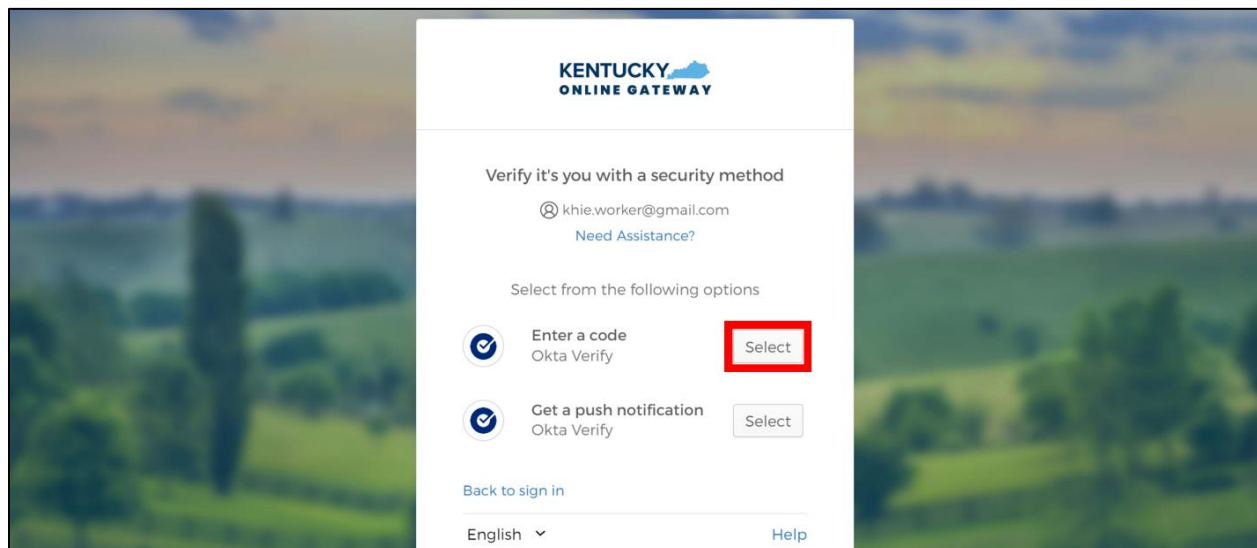 KENTUCKY
ONLINE GATEWAY
Verify it's you with a security method
khie.worker@gmail.com
Need Assistance?
Select from the following options
Enter a code
Okta Verify
Select
Get a push notification
Okta Verify
Select
Back to sign in
English
Help